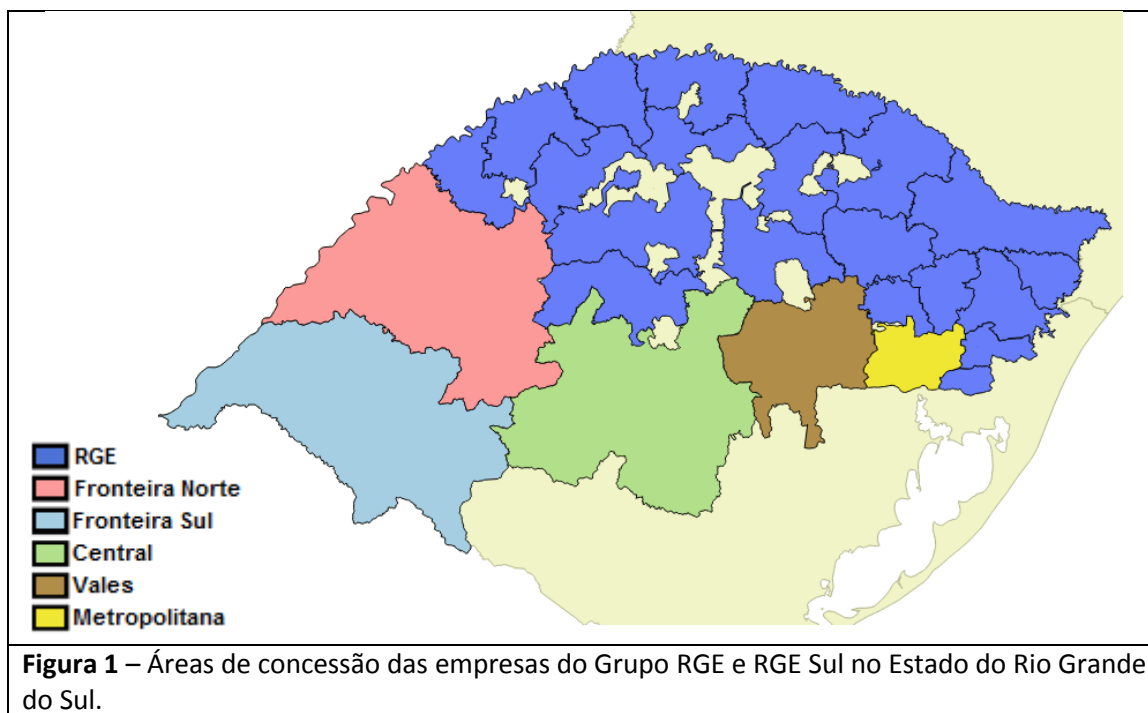 RGE
Fronteira Norte
Fronteira Sul
Central
Vales
Metropolitana
Figura 1 – Áreas de concessão das empresas do Grupo RGE e RGE Sul no Estado do Rio Grande
do Sul.